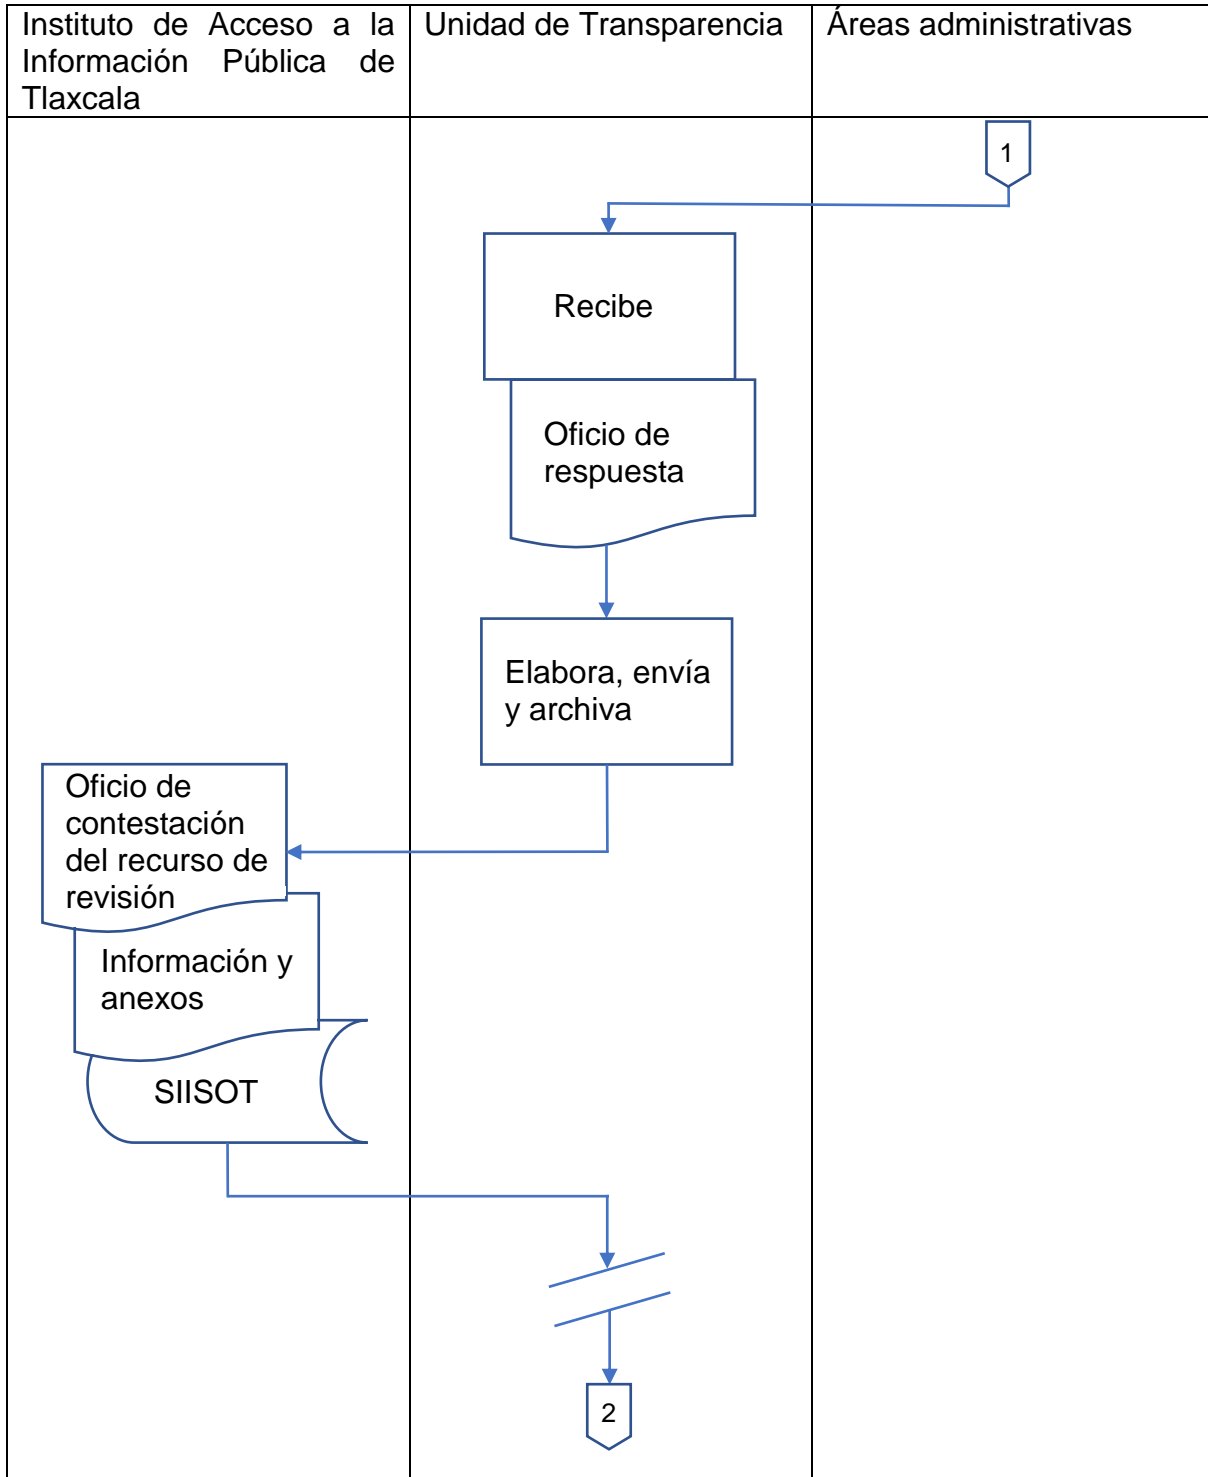 Instituto de Acceso a la
Información Pública de
Tlaxcala
Unidad de Transparencia
Áreas administrativas
1
Recibe
Oficio de
respuesta
Elabora, envía
y archiva
Oficio de
contestación
del recurso de
revisión
Información y
anexos
SIISOT
2